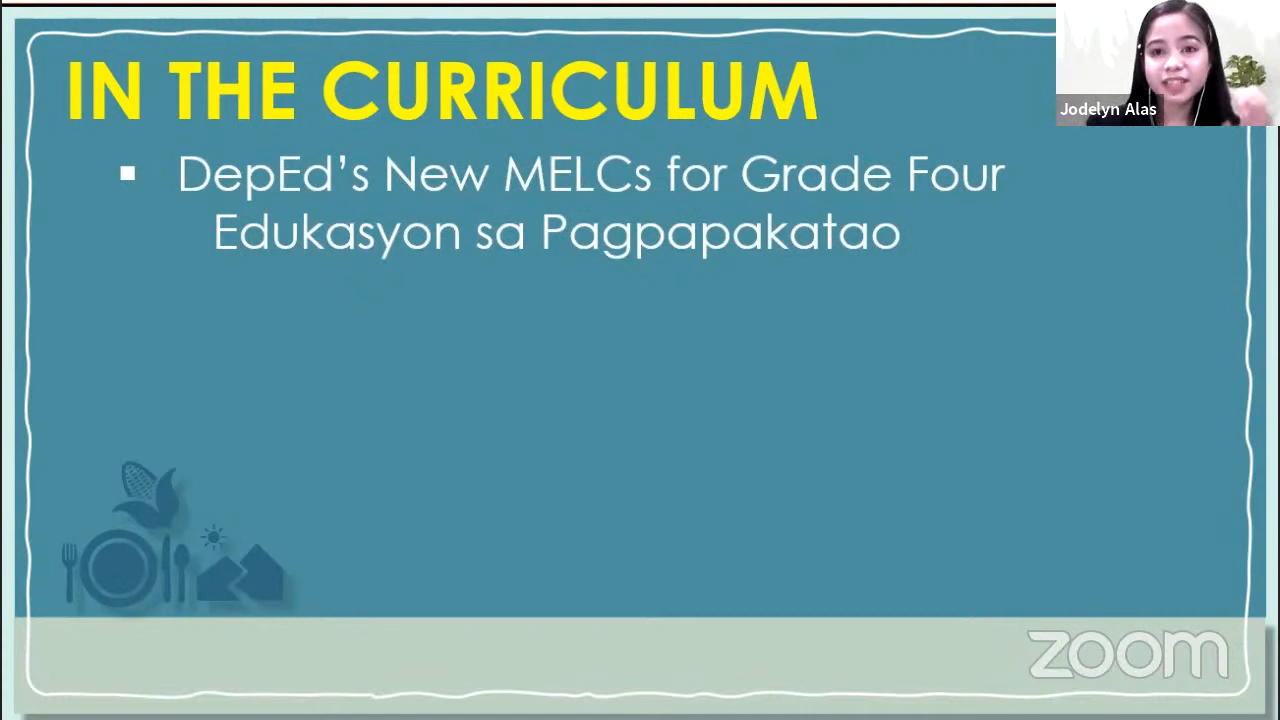 IN THE CURRICULUM
Jodelyn Alas
▪ DepEd’s New MELCs for Grade Four
Edukasyon sa Pagpapakatao
zoom